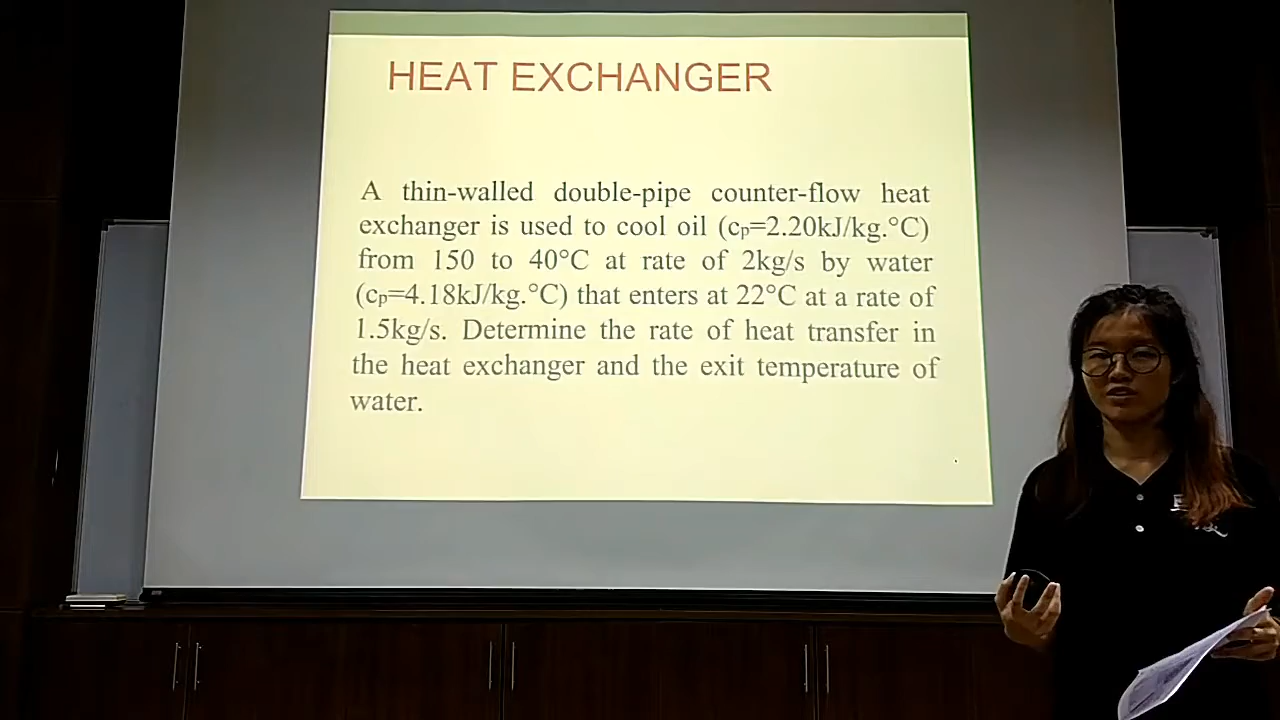 HEAT EXCHANGER
A thin-walled double-pipe counter-flow heat
exchanger is used to cool oil (cp=2.20kJ/kg.°C)
from 150 to 40°C at rate of 2kg/s by water
(cp=4.18kJ/kg.°C) that enters at 22°C at a rate of
1.5kg/s. Determine the rate of heat transfer in
the heat exchanger and the exit temperature of
water.